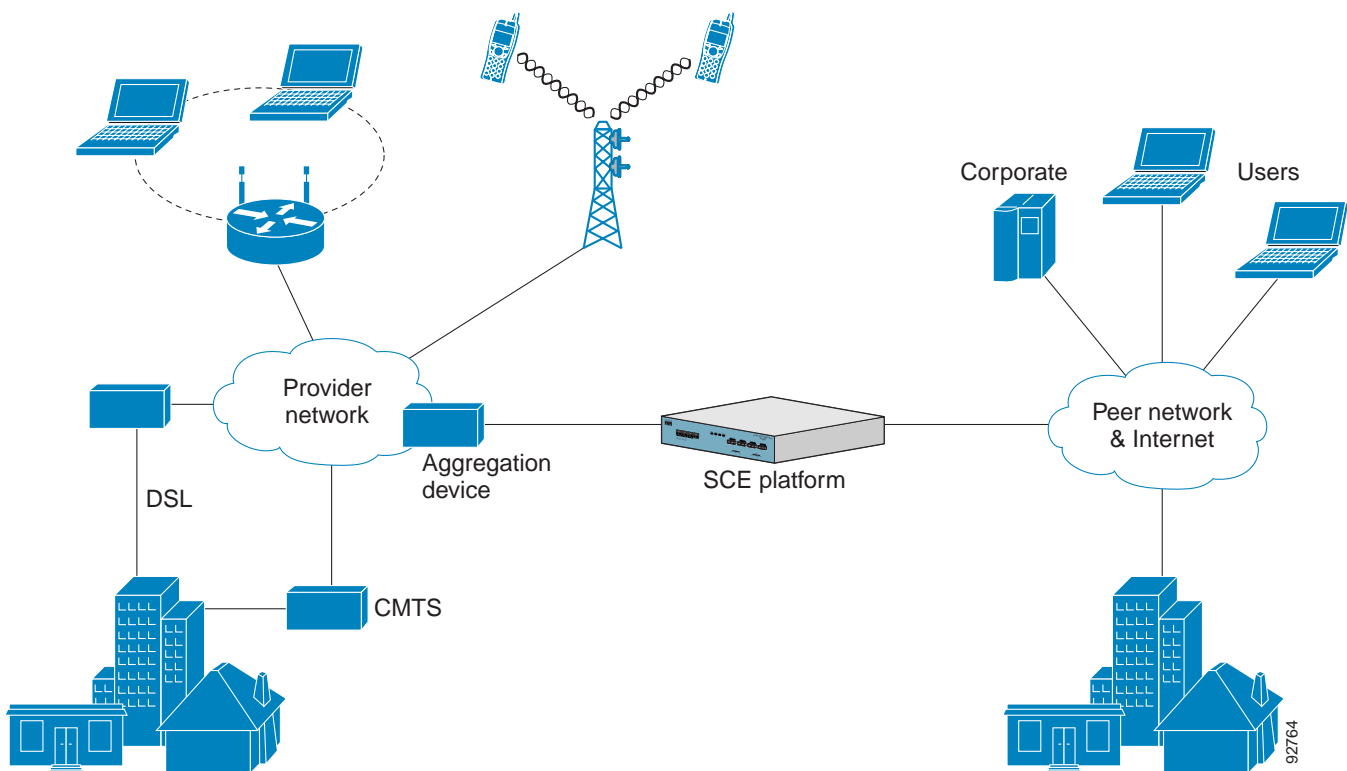 Corporate
Users
Provider
network
Peer network
& Internet
Aggregation
device
SCE platform
DSL
CMTS
92764